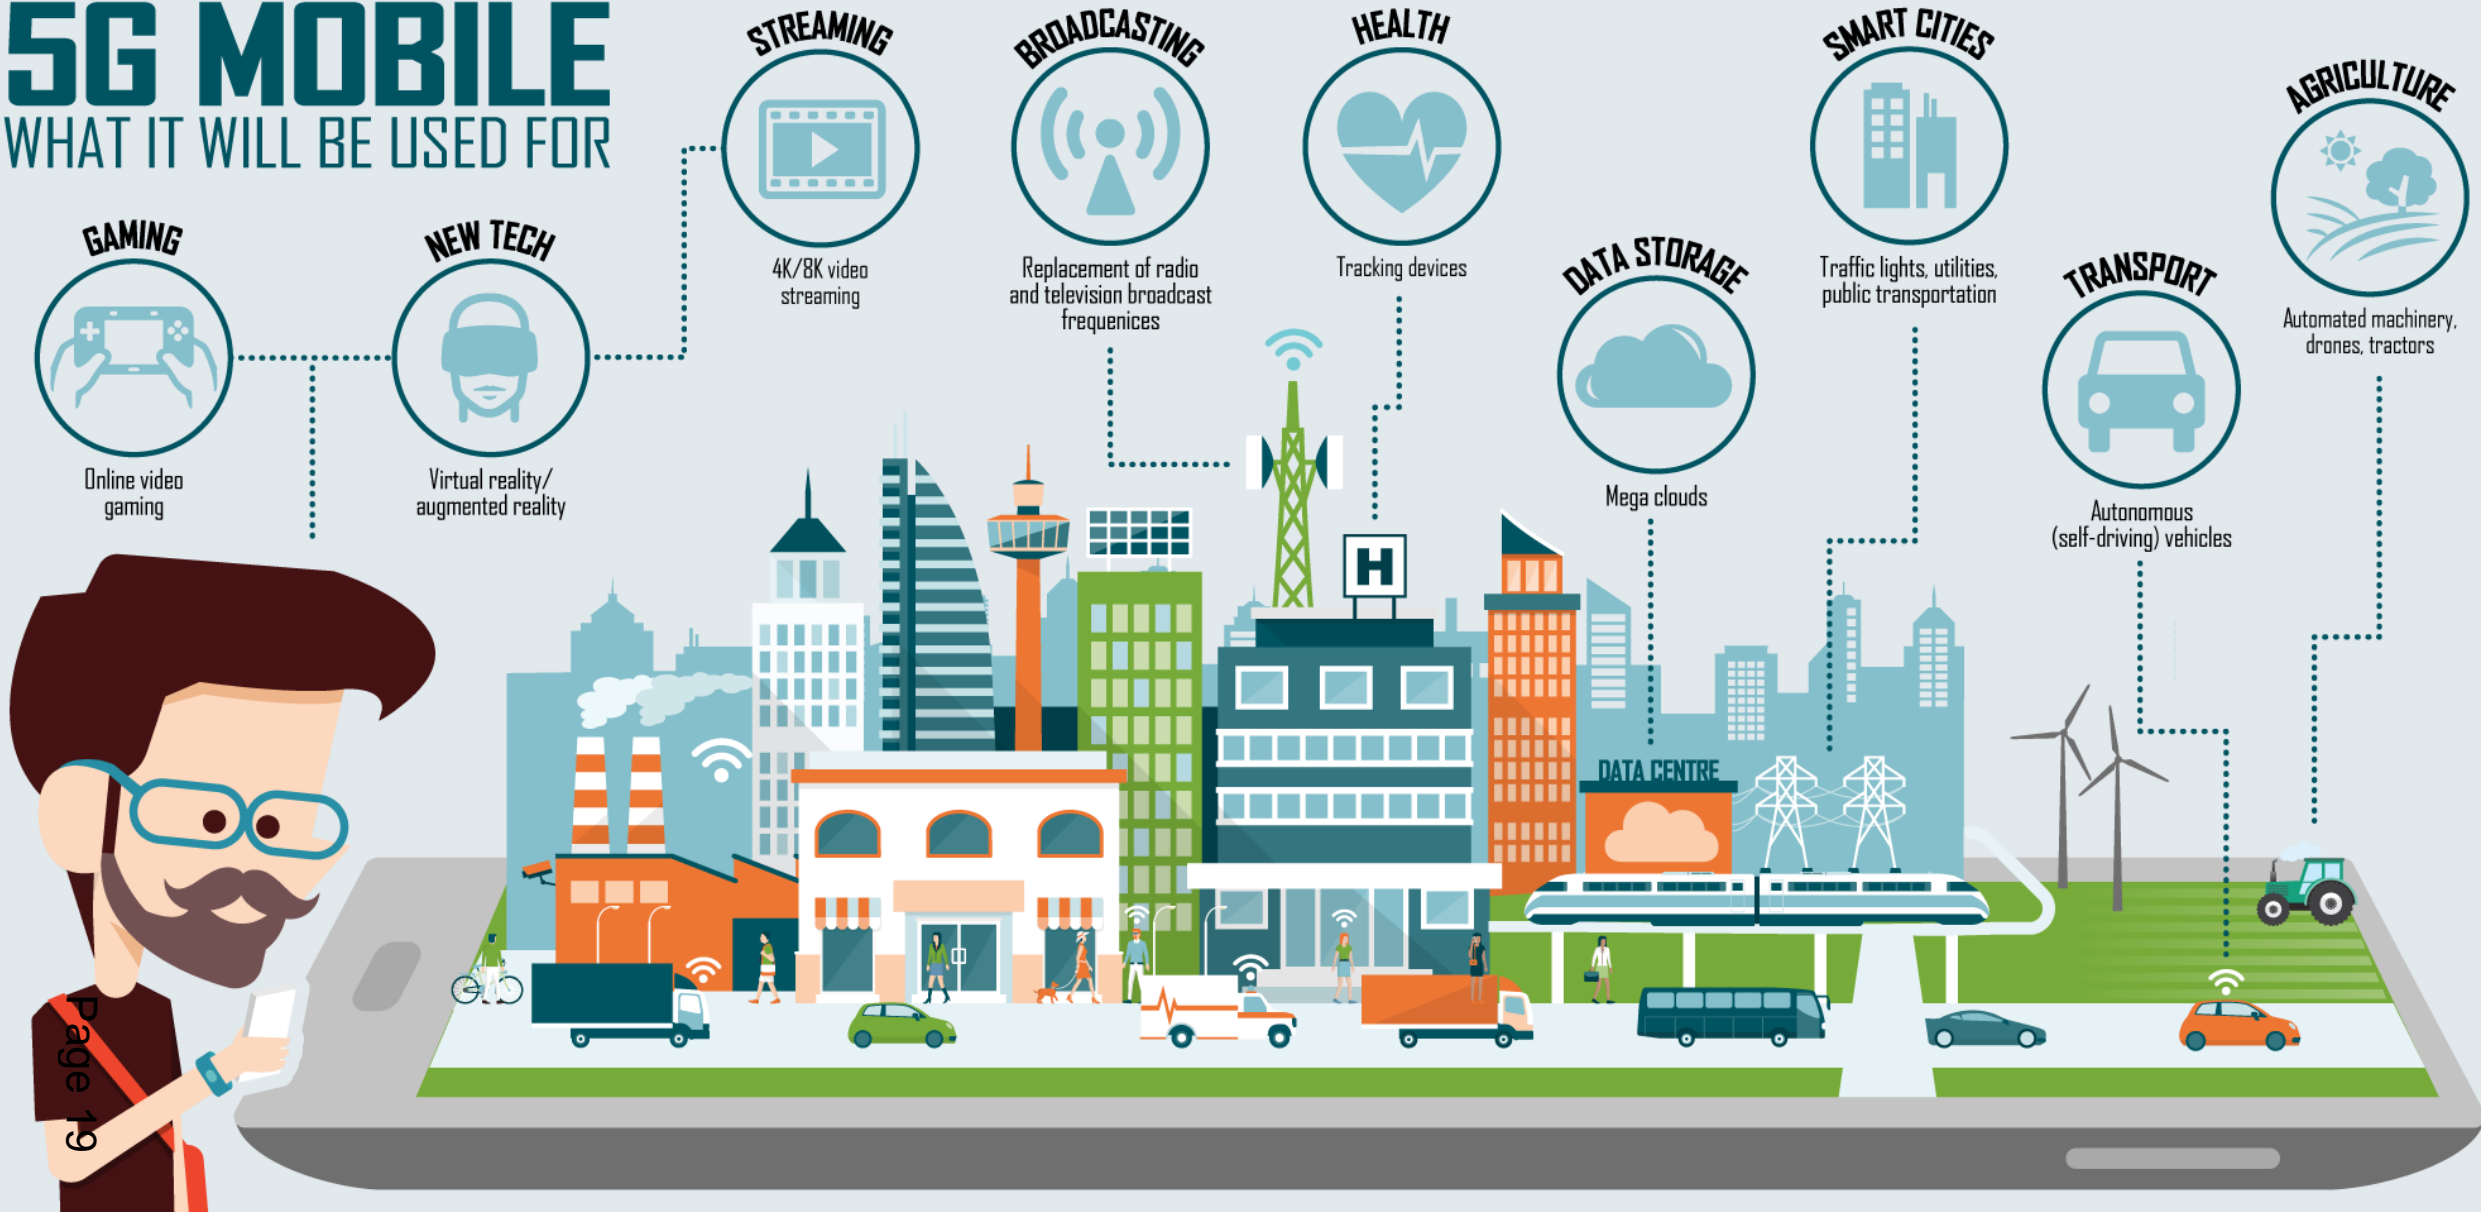 5G MOBILE
WHAT IT WILL BE USED FOR
GAMING
Online video
gaming
NEW TECH
Virtual reality/
augmented reality
STREAMING
4K/8K video
streaming
BROADCASTING
Replacement of radio
and television broadcast
frequenices
HEALTH
Tracking devices
DATA STORAGE
Mega clouds
SMART CITIES
Traffic lights, utilities,
public transportation
TRANSPORT
Autonomous
(self-driving) vehicles
AGRICULTURE
Automated machinery,
drones, tractors
H
DATA CENTRE
Page 19